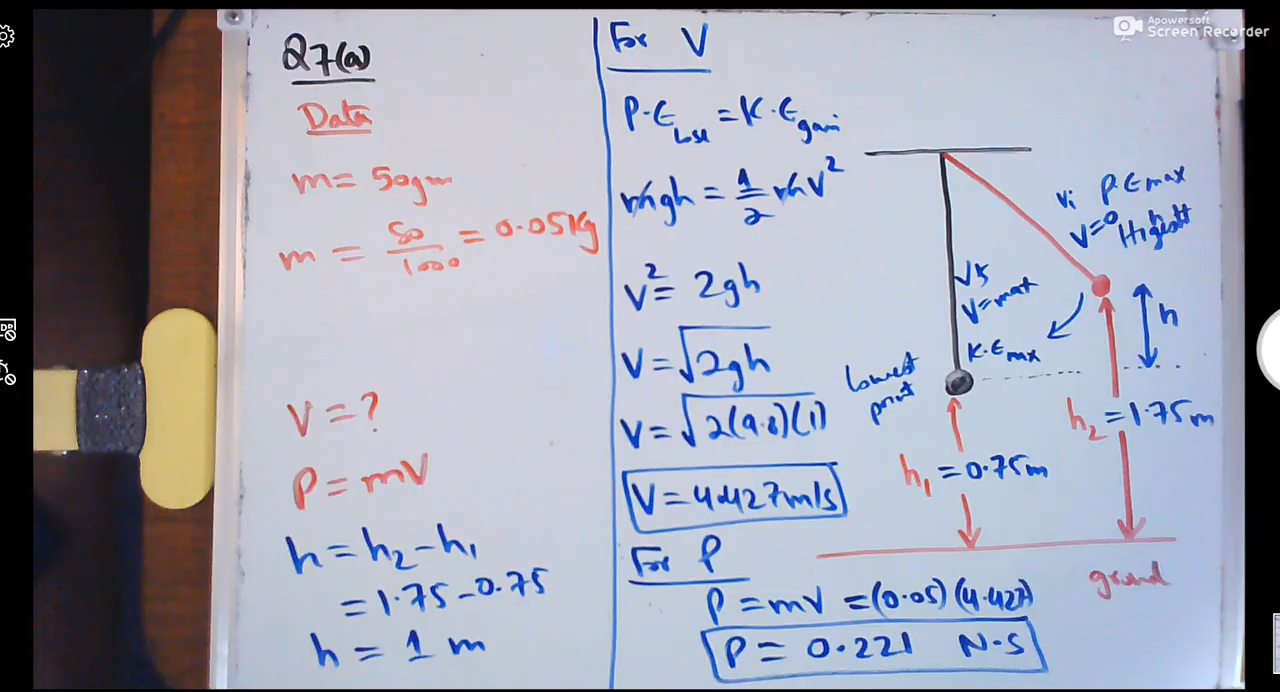 Apowersoft
Screen Recorder
Q7(a)
Data
m = 50gm
m = 50/1000 = 0.05Kg
V = ?
P = mV
h = h₂ - h₁
= 1.75 - 0.75
h = 1 m
For V
P.E lose = K.E gain
mgh = 1/2 mV²
V² = 2gh
V = √2gh
V = √2(9.8)(1)
V = 4.427m/s
For P
P = mV = (0.05)(4.427)
P = 0.221 N-S
Vi P.E max
V=0 Highest
h
V=max
K.E max
Lowest
point
h₂ = 1.75m
h₁ = 0.75m
ground